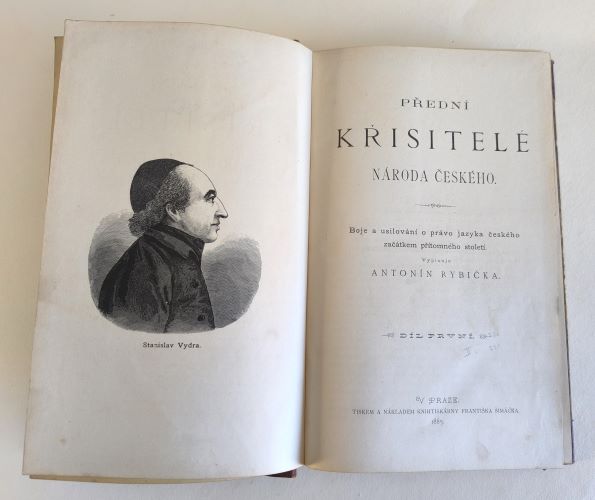 Stanislav Vydra.
PŘEDNÍ
KŘISITELÉ
NÁRODA ČESKÉHO.
Boje a usilování o právo jazyka českého
začátkem přítomného století.
Vypisuje
ANTONÍN RYBIČKA.
DÍL PRVNÍ.
V PRAZE.
TISKEM A NÁKLADEM KNIHTISKÁRNY FRANTIŠKA ŠIMÁČKA.